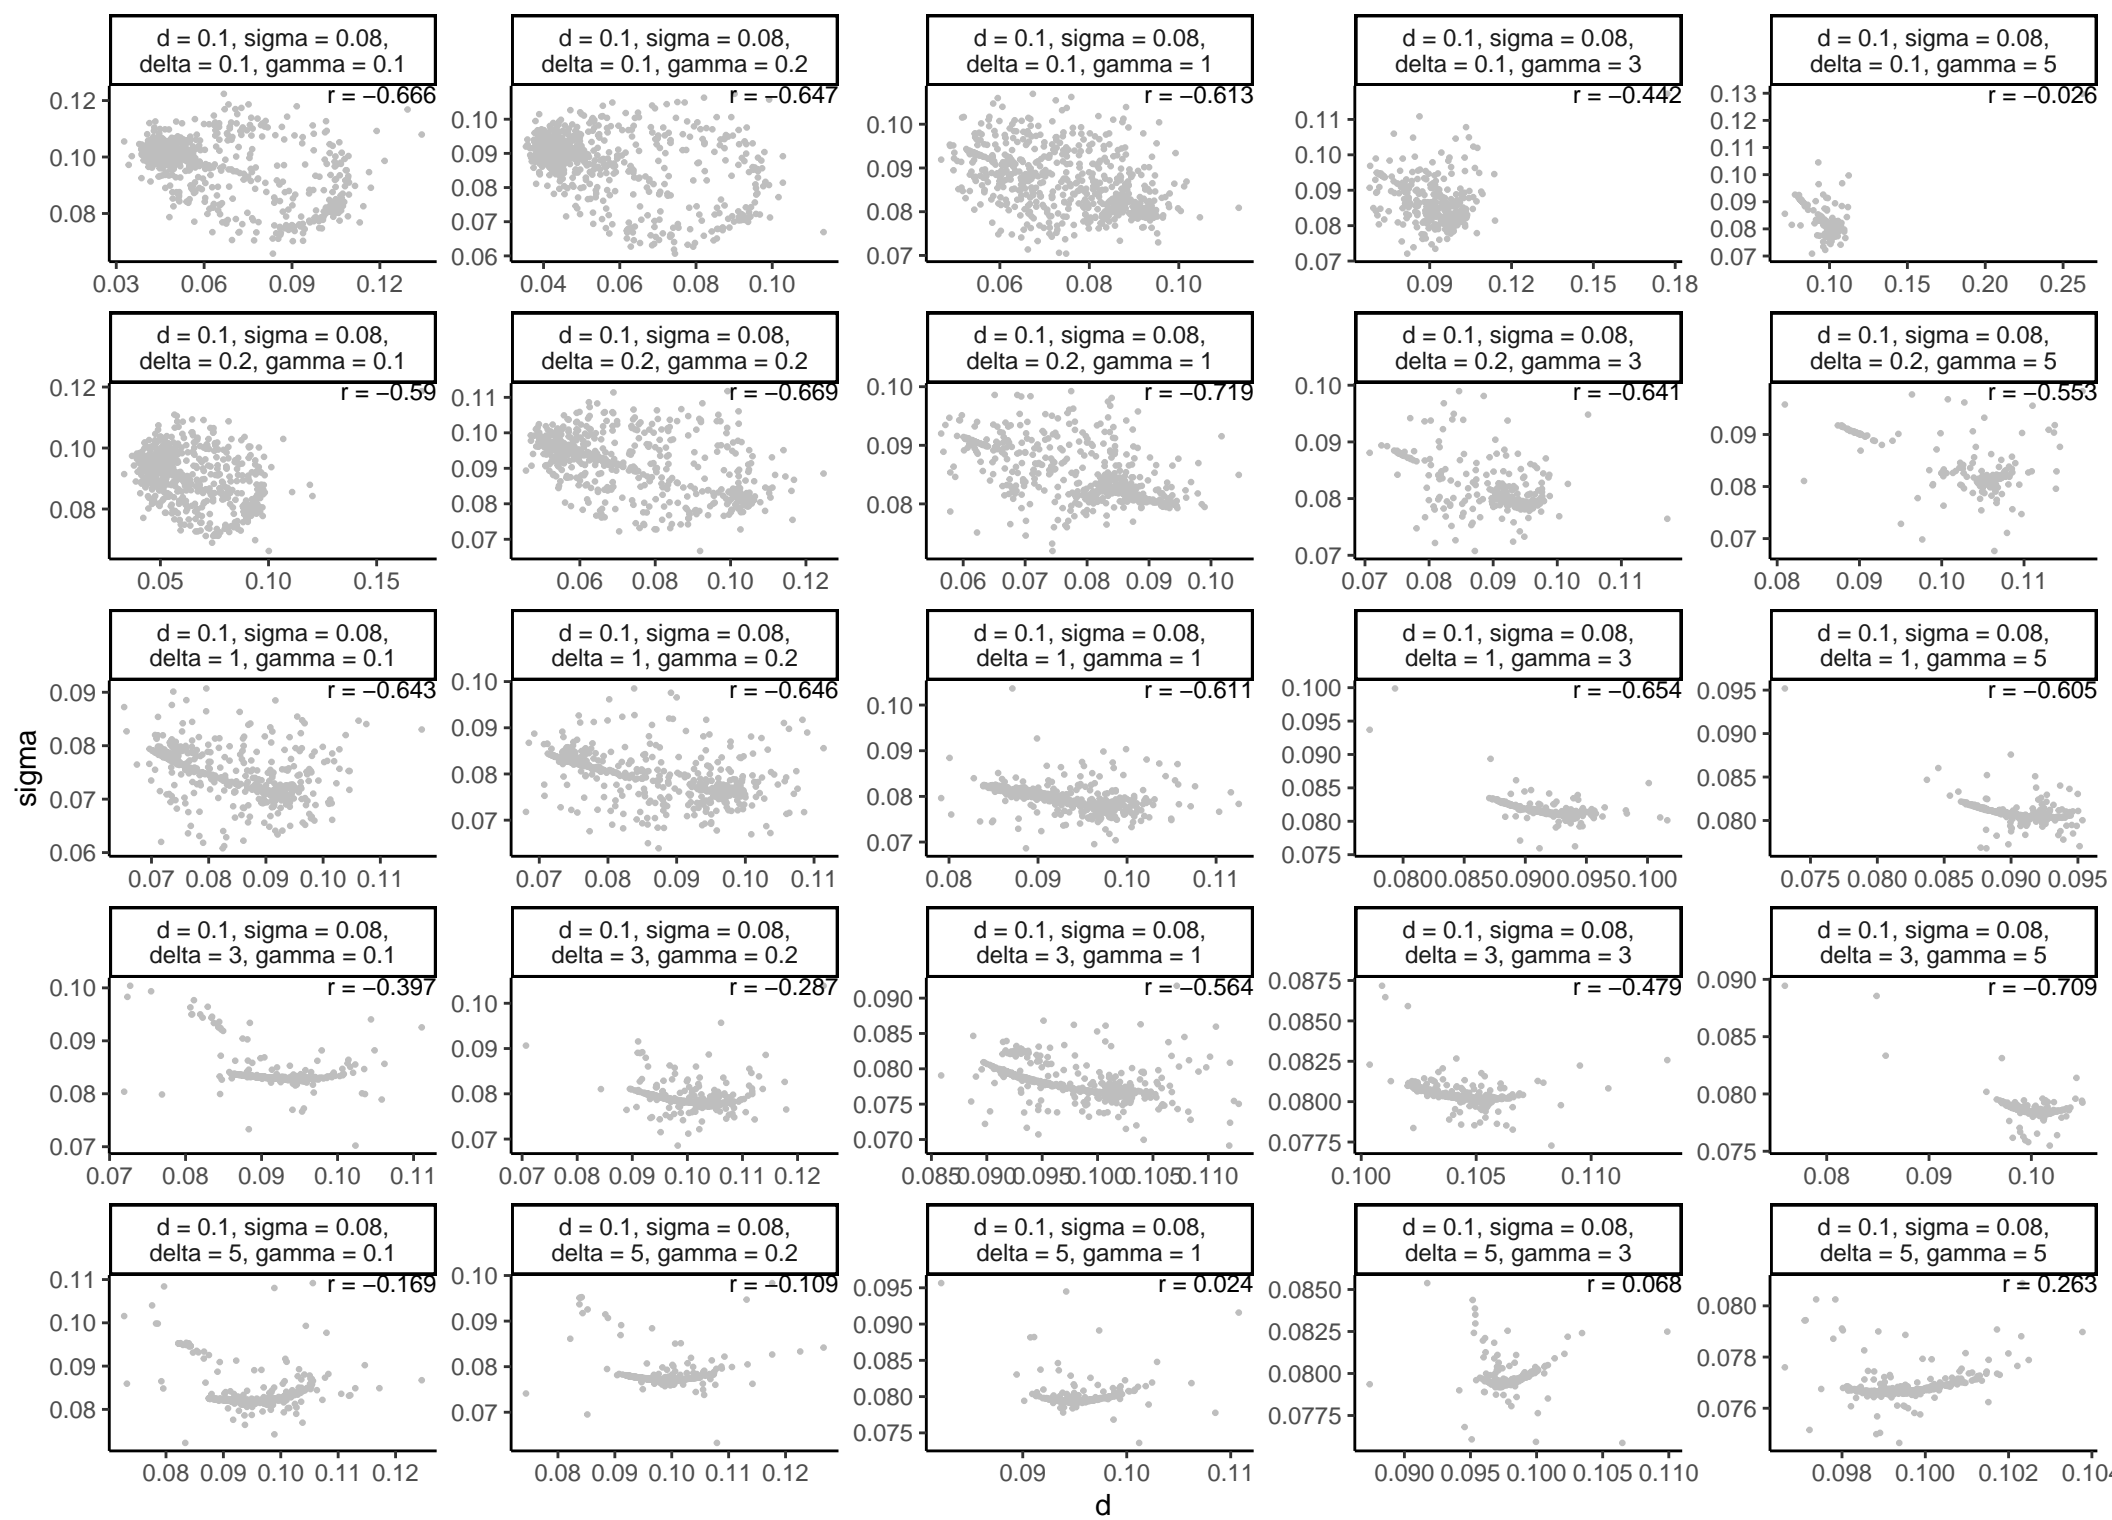 d = 0.1, sigma = 0.08,
delta = 0.1, gamma = 0.1
d = 0.1, sigma = 0.08,
delta = 0.1, gamma = 0.2
d = 0.1, sigma = 0.08,
delta = 0.1, gamma = 1
d = 0.1, sigma = 0.08,
delta = 0.1, gamma = 3
d = 0.1, sigma = 0.08,
delta = 0.1, gamma = 5
r = −0.666
r = −0.647
r = −0.613
r = −0.442
r = −0.026
0.12
0.10
0.08
0.10
0.09
0.08
0.07
0.06
0.10
0.09
0.08
0.07
0.11
0.10
0.09
0.08
0.07
0.13
0.12
0.11
0.10
0.09
0.08
0.07
0.03 0.06 0.09 0.12
0.04 0.06 0.08 0.10
0.06 0.08 0.10
0.09 0.12 0.15 0.18
0.10 0.15 0.20 0.25
d = 0.1, sigma = 0.08,
delta = 0.2, gamma = 0.1
d = 0.1, sigma = 0.08,
delta = 0.2, gamma = 0.2
d = 0.1, sigma = 0.08,
delta = 0.2, gamma = 1
d = 0.1, sigma = 0.08,
delta = 0.2, gamma = 3
d = 0.1, sigma = 0.08,
delta = 0.2, gamma = 5
r = −0.59
r = −0.669
r = −0.719
r = −0.641
r = −0.553
0.12
0.10
0.08
0.11
0.10
0.09
0.08
0.07
0.10
0.09
0.08
0.10
0.09
0.08
0.07
0.09
0.08
0.07
0.05 0.10 0.15
0.06 0.08 0.10 0.12
0.06 0.07 0.08 0.09 0.10
0.07 0.08 0.09 0.10 0.11
0.08 0.09 0.10 0.11
d = 0.1, sigma = 0.08,
delta = 1, gamma = 0.1
d = 0.1, sigma = 0.08,
delta = 1, gamma = 0.2
d = 0.1, sigma = 0.08,
delta = 1, gamma = 1
d = 0.1, sigma = 0.08,
delta = 1, gamma = 3
d = 0.1, sigma = 0.08,
delta = 1, gamma = 5
r = −0.643
r = −0.646
r = −0.611
r = −0.654
r = −0.605
0.09
0.08
0.07
0.06
0.10
0.09
0.08
0.07
0.10
0.09
0.08
0.07
0.100
0.095
0.090
0.085
0.080
0.075
0.095
0.090
0.085
0.080
0.07 0.08 0.09 0.10 0.11
0.07 0.08 0.09 0.10 0.11
0.08 0.09 0.10 0.11
0.080 0.085 0.090 0.095 0.100
0.075 0.080 0.085 0.090 0.095
sigma
d = 0.1, sigma = 0.08,
delta = 3, gamma = 0.1
d = 0.1, sigma = 0.08,
delta = 3, gamma = 0.2
d = 0.1, sigma = 0.08,
delta = 3, gamma = 1
d = 0.1, sigma = 0.08,
delta = 3, gamma = 3
d = 0.1, sigma = 0.08,
delta = 3, gamma = 5
r = −0.397
r = −0.287
r = −0.564
r = −0.479
r = −0.709
0.10
0.09
0.08
0.07
0.10
0.09
0.08
0.07
0.090
0.085
0.080
0.075
0.070
0.0875
0.0850
0.0825
0.0800
0.0775
0.090
0.085
0.080
0.075
0.07 0.08 0.09 0.10 0.11
0.07 0.08 0.09 0.10 0.11 0.12
0.085 0.090 0.095 0.100 0.105 0.110
0.100 0.105 0.110
0.08 0.09 0.10
d = 0.1, sigma = 0.08,
delta = 5, gamma = 0.1
d = 0.1, sigma = 0.08,
delta = 5, gamma = 0.2
d = 0.1, sigma = 0.08,
delta = 5, gamma = 1
d = 0.1, sigma = 0.08,
delta = 5, gamma = 3
d = 0.1, sigma = 0.08,
delta = 5, gamma = 5
r = −0.169
r = −0.109
r = 0.024
r = 0.068
r = 0.263
0.11
0.10
0.09
0.08
0.10
0.09
0.08
0.07
0.095
0.090
0.085
0.080
0.075
0.0850
0.0825
0.0800
0.0775
0.080
0.078
0.076
0.08 0.09 0.10 0.11 0.12
0.08 0.09 0.10 0.11 0.12
0.09 0.10 0.11
0.090 0.095 0.100 0.105 0.110
0.098 0.100 0.102
d